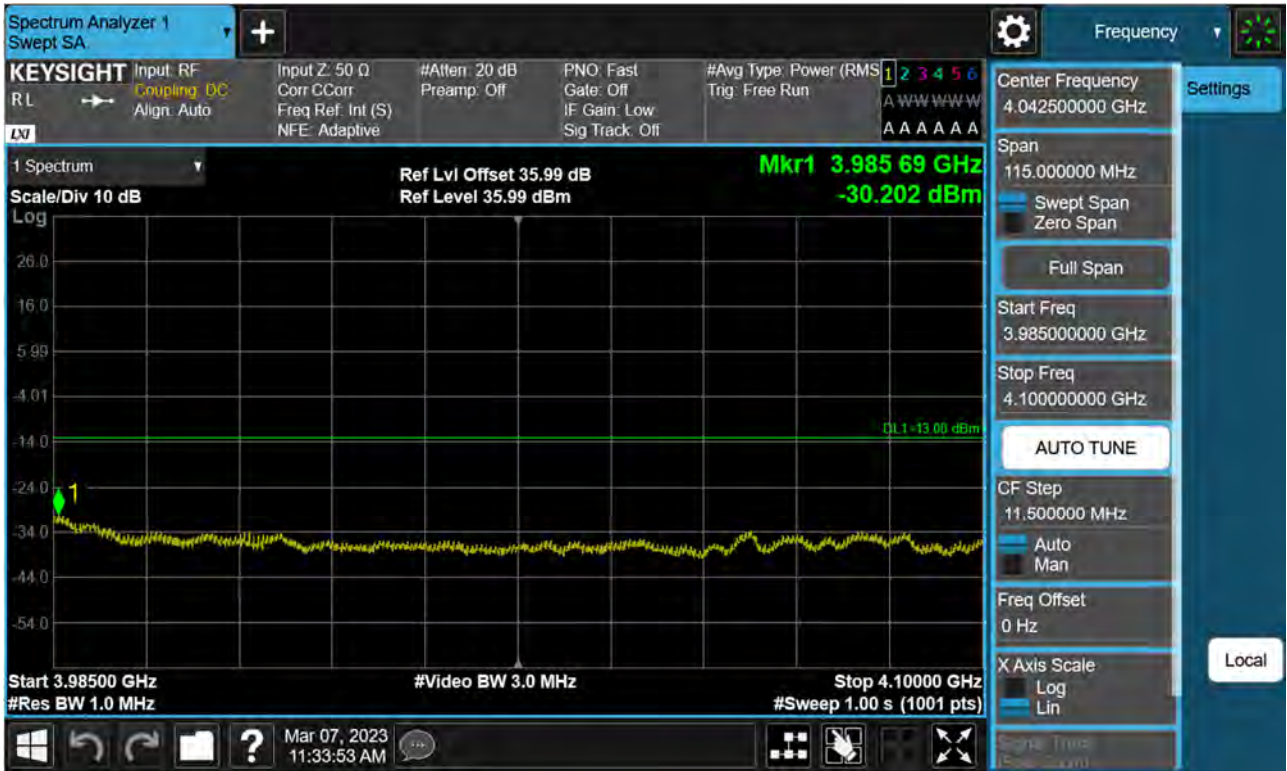 Spectrum Analyzer 1
Swept SA
Frequency
KEYSIGHT
RL
LXI
Input: RF
Coupling: DC
Align: Auto
Input Z: 50 Ω
Corr CCorr
Freq Ref: Int (S)
NFE: Adaptive
#Atten: 20 dB
Preamp: Off
PNO: Fast
Gate: Off
IF Gain: Low
Sig Track: Off
#Avg Type: Power (RMS
Trig: Free Run
1 2 3 4 5 6
A W W W W W
A A A A A A
1 Spectrum
Scale/Div 10 dB
Log
Ref Lvl Offset 35.99 dB
Ref Level 35.99 dBm
Mkr1 3.985 69 GHz
-30.202 dBm
26.0
16.0
5.99
-4.01
-14.0
-24.0
-34.0
-44.0
-54.0
DL1 -13.00 dBm
1
Start 3.98500 GHz
#Res BW 1.0 MHz
#Video BW 3.0 MHz
Stop 4.10000 GHz
#Sweep 1.00 s (1001 pts)
Mar 07, 2023
11:33:53 AM
Center Frequency
4.042500000 GHz
Span
115.000000 MHz
Swept Span
Zero Span
Full Span
Start Freq
3.985000000 GHz
Stop Freq
4.100000000 GHz
AUTO TUNE
CF Step
11.500000 MHz
Auto
Man
Freq Offset
0 Hz
X Axis Scale
Log
Lin
Settings
Local